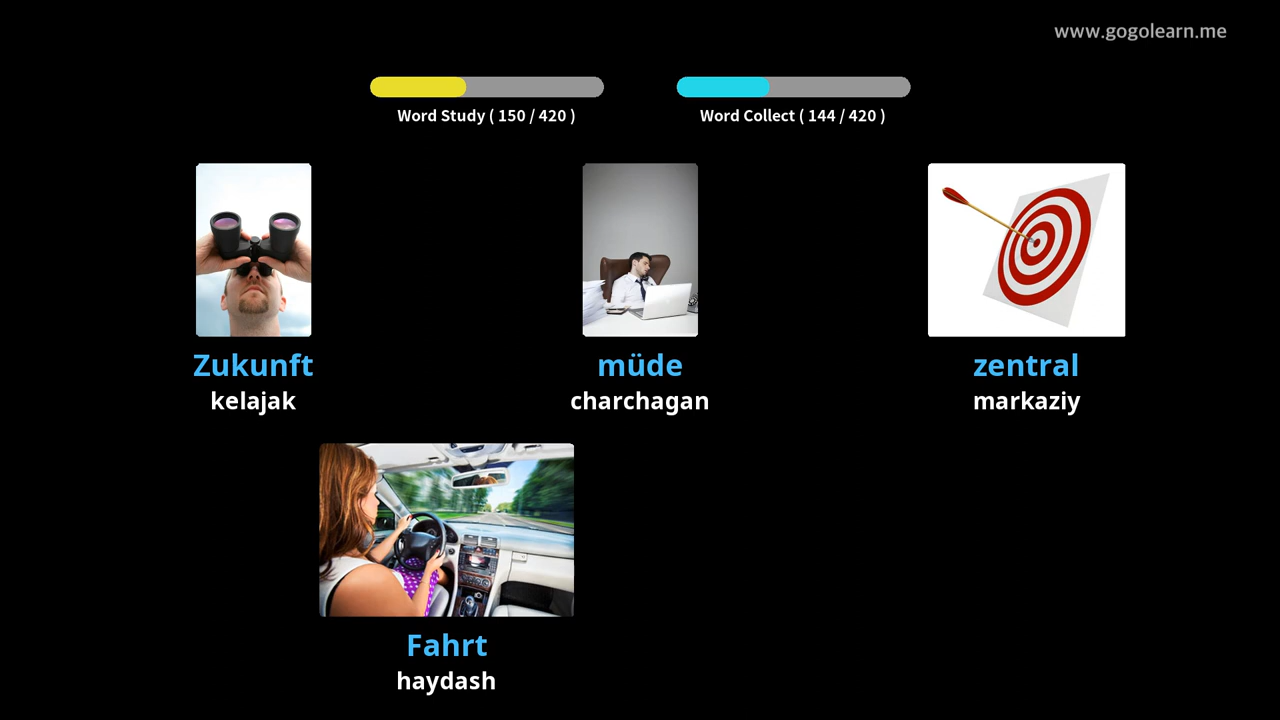 www.gogolearn.me
Word Study ( 150 / 420 )
Word Collect ( 144 / 420 )
Zukunft
kelajak
müde
charchagan
zentral
markaziy
Fahrt
haydash